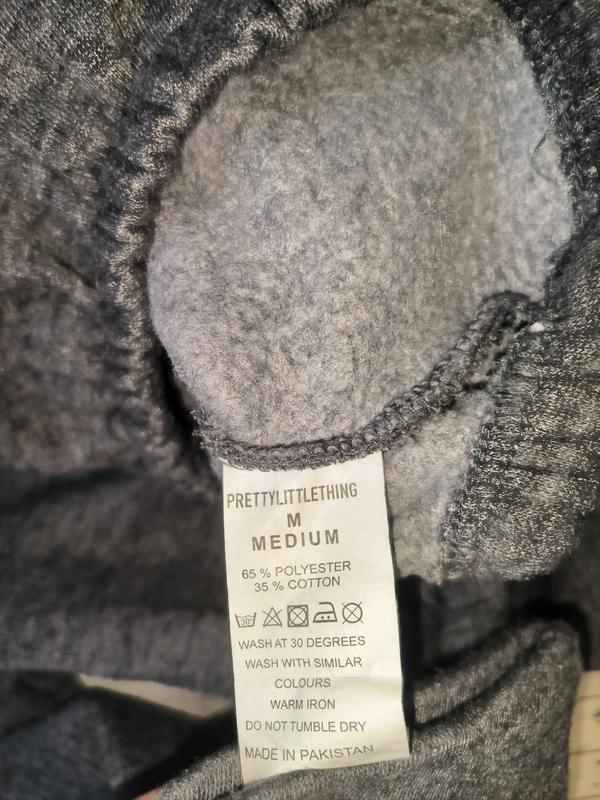 PRETTYLITTLETHING
M
MEDIUM
65 % POLYESTER
35 % COTTON
30°
WASH AT 30 DEGREES
WASH WITH SIMILAR
COLOURS
WARM IRON
DO NOT TUMBLE DRY
MADE IN PAKISTAN